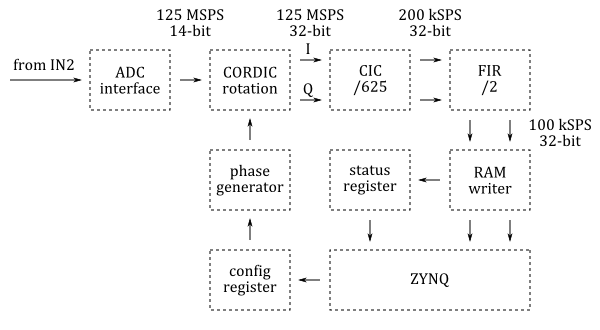 125 MSPS
14-bit
125 MSPS
32-bit
200 kSPS
32-bit
from IN2
ADC
interface
CORDIC
rotation
I
Q
CIC
/625
FIR
/2
100 kSPS
32-bit
phase
generator
status
register
RAM
writer
config
register
ZYNQ